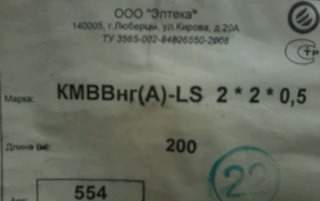 ООО "Элтека"
140005, г.Люберцы, ул.Кирова, д.20А
ТУ 3565-002-84826550-2008
Марка: КМВВнг(А)-LS 2*2*0,5
Длина (м): 200
22
554